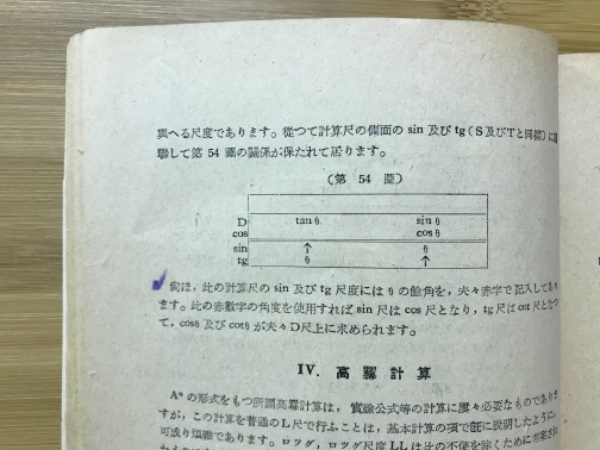 與へる尺度であります。從つて計算尺の僞面の sin 及び tg(S及びTと同樣)に
聯して第 54 圖の關係が保たれて居ります。
(第 54 圖)
D tan θ sin θ
cos cos θ
sin ↑ θ
tg θ ↑
尙ほ,此の計算尺の sin 及び tg 尺度には θ の餘角を,夫々赤字で記入してあり
ます。此の赤數字の角度を使用すれば sin 尺は cos 尺となり,tg 尺は cot 尺となつ
て,cosθ 及び cotθ が夫々D尺上に求められます。
IV. 高羃計算
Aⁿ の形式をもつ所謂高羃計算は,實驗公式等の計算に屢々必要なものでありま
すが,この計算を普通のL尺で行ふことは,基本計算の項で旣に說明したように
可成り煩雜であります。ロツグ,ロツグ尺度 LL は此の不便を除くために考案され